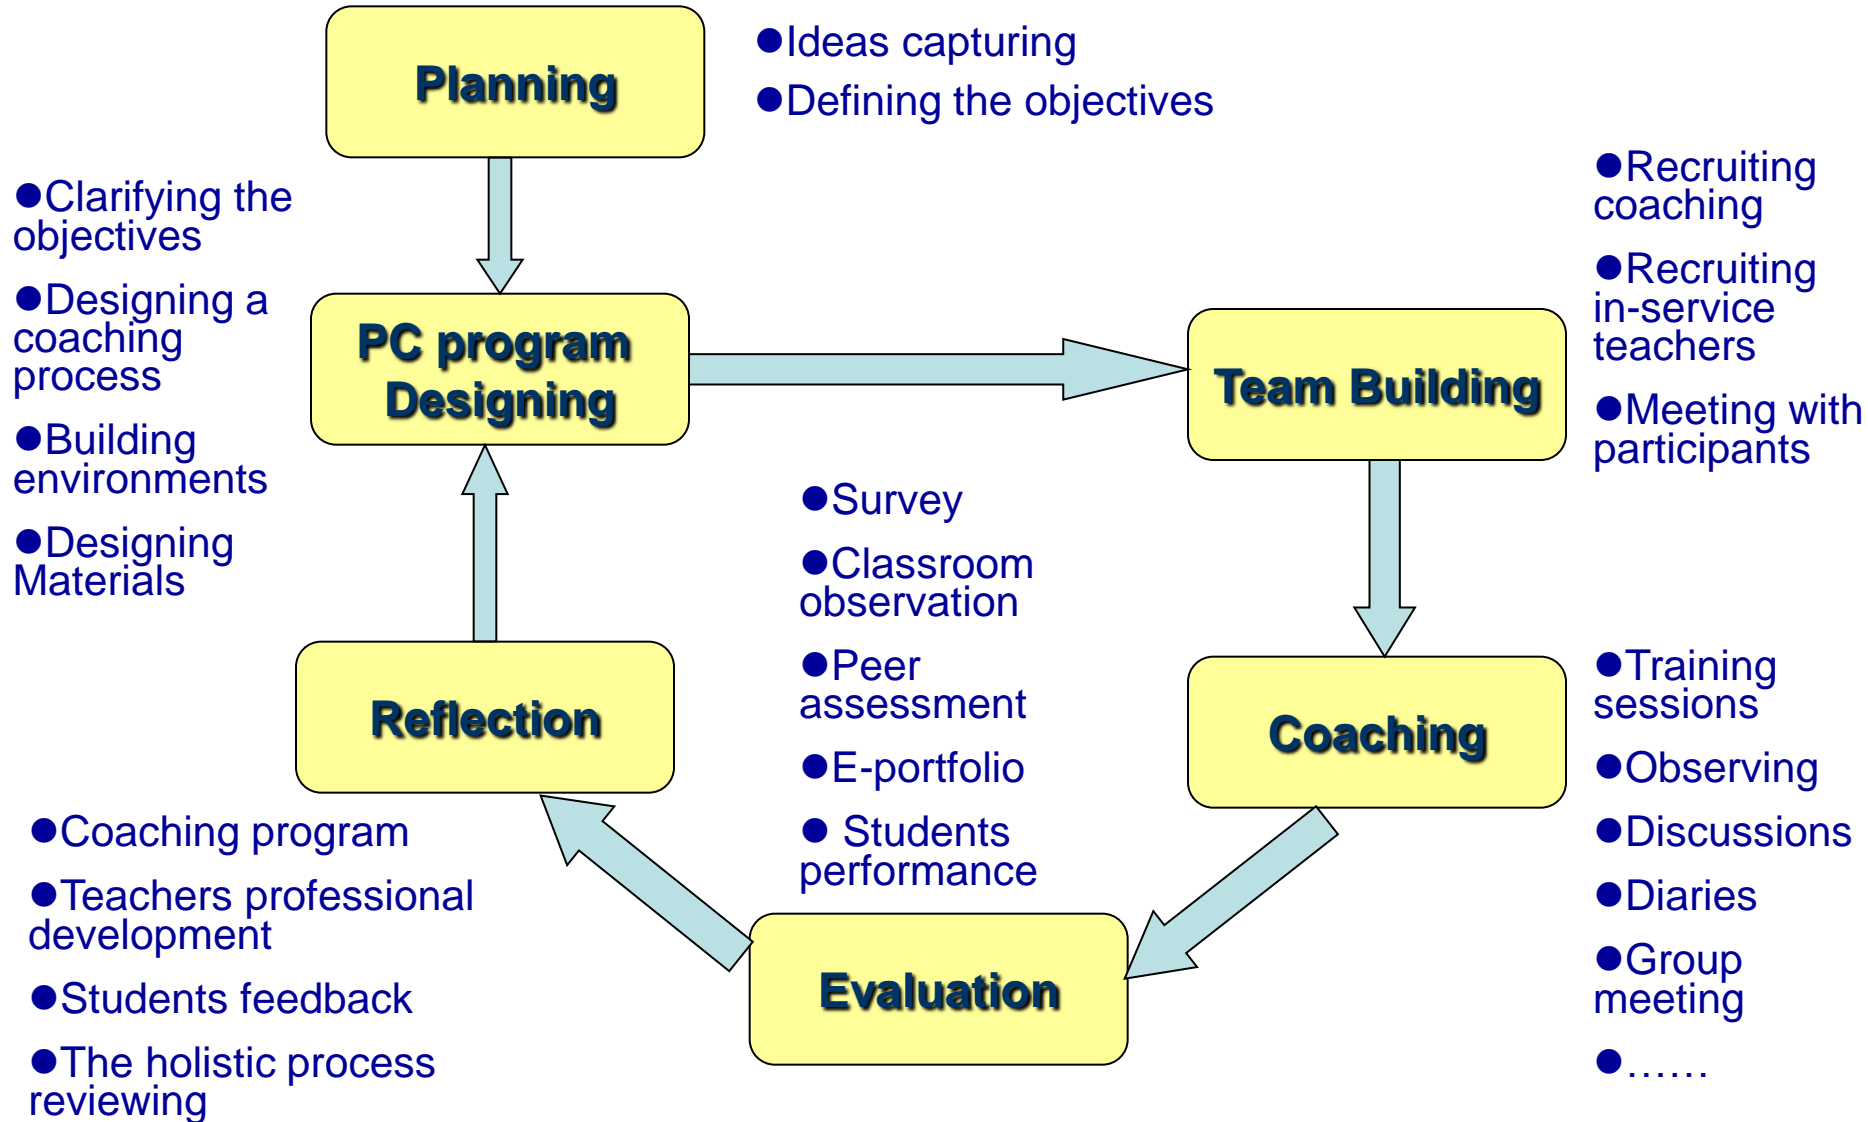 Planning
●Ideas capturing
●Defining the objectives
●Clarifying the
objectives
●Designing a
coaching
process
●Building
environments
●Designing
Materials
PC program
Designing
Team Building
●Recruiting
coaching
●Recruiting
in-service
teachers
●Meeting with
participants
●Survey
●Classroom
observation
●Peer
assessment
●E-portfolio
● Students
performance
Reflection
Coaching
●Training
sessions
●Observing
●Discussions
●Diaries
●Group
meeting
●……
●Coaching program
●Teachers professional
development
●Students feedback
●The holistic process
reviewing
Evaluation